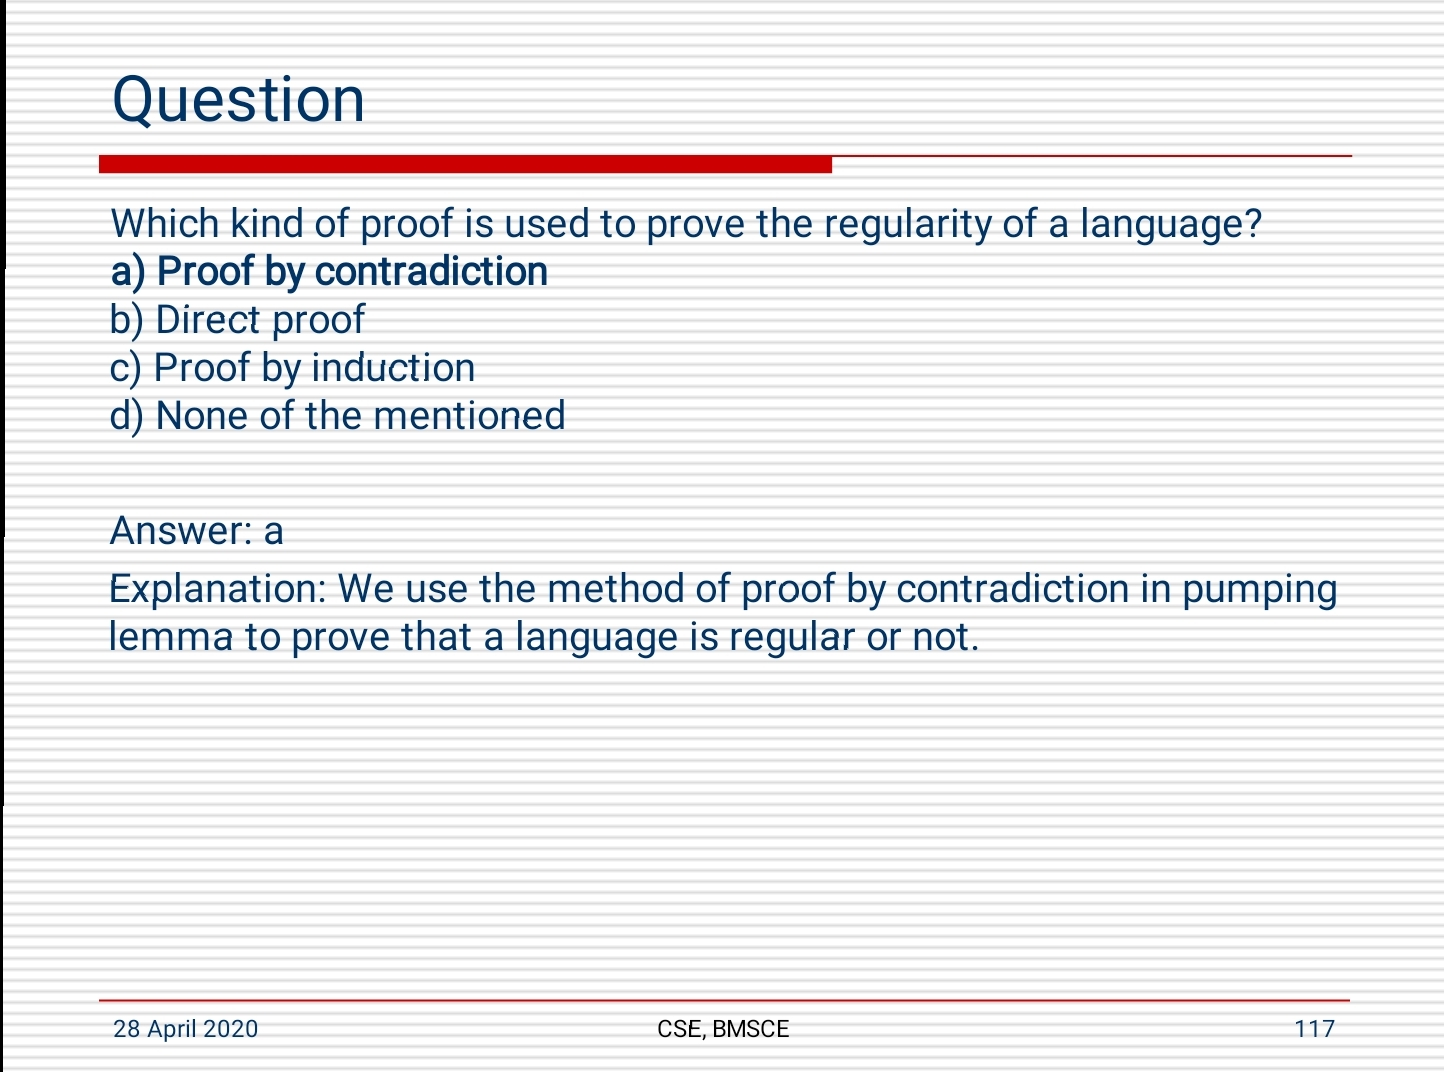 Question
Which kind of proof is used to prove the regularity of a language?
a) Proof by contradiction
b) Direct proof
c) Proof by induction
d) None of the mentioned
Answer: a
Explanation: We use the method of proof by contradiction in pumping
lemma to prove that a language is regular or not.
28 April 2020
CSE, BMSCE
117